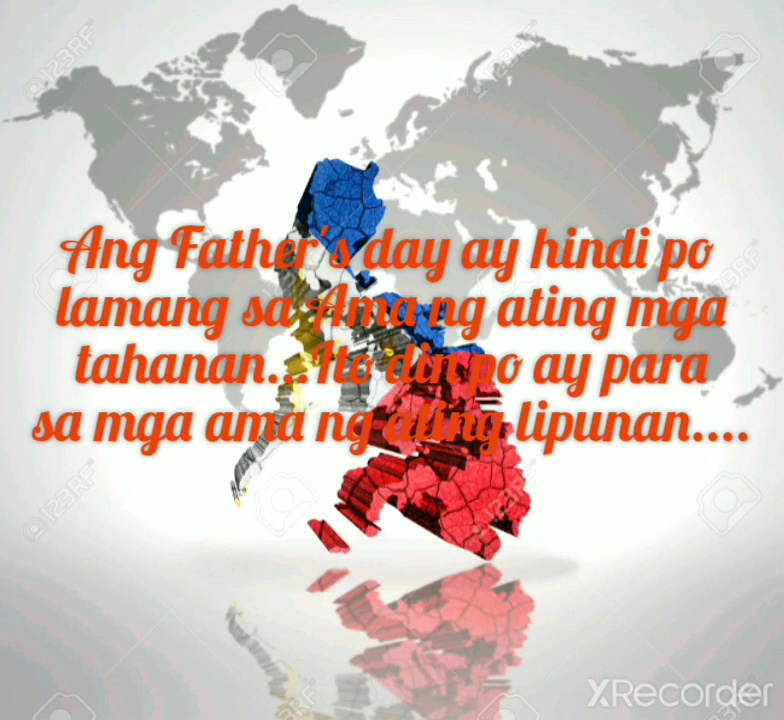 Ang Father's day ay hindi po
lamang sa Ama ng ating mga
tahanan...Ito din po ay para
sa mga ama ng ating lipunan....
123RF
XRecorder